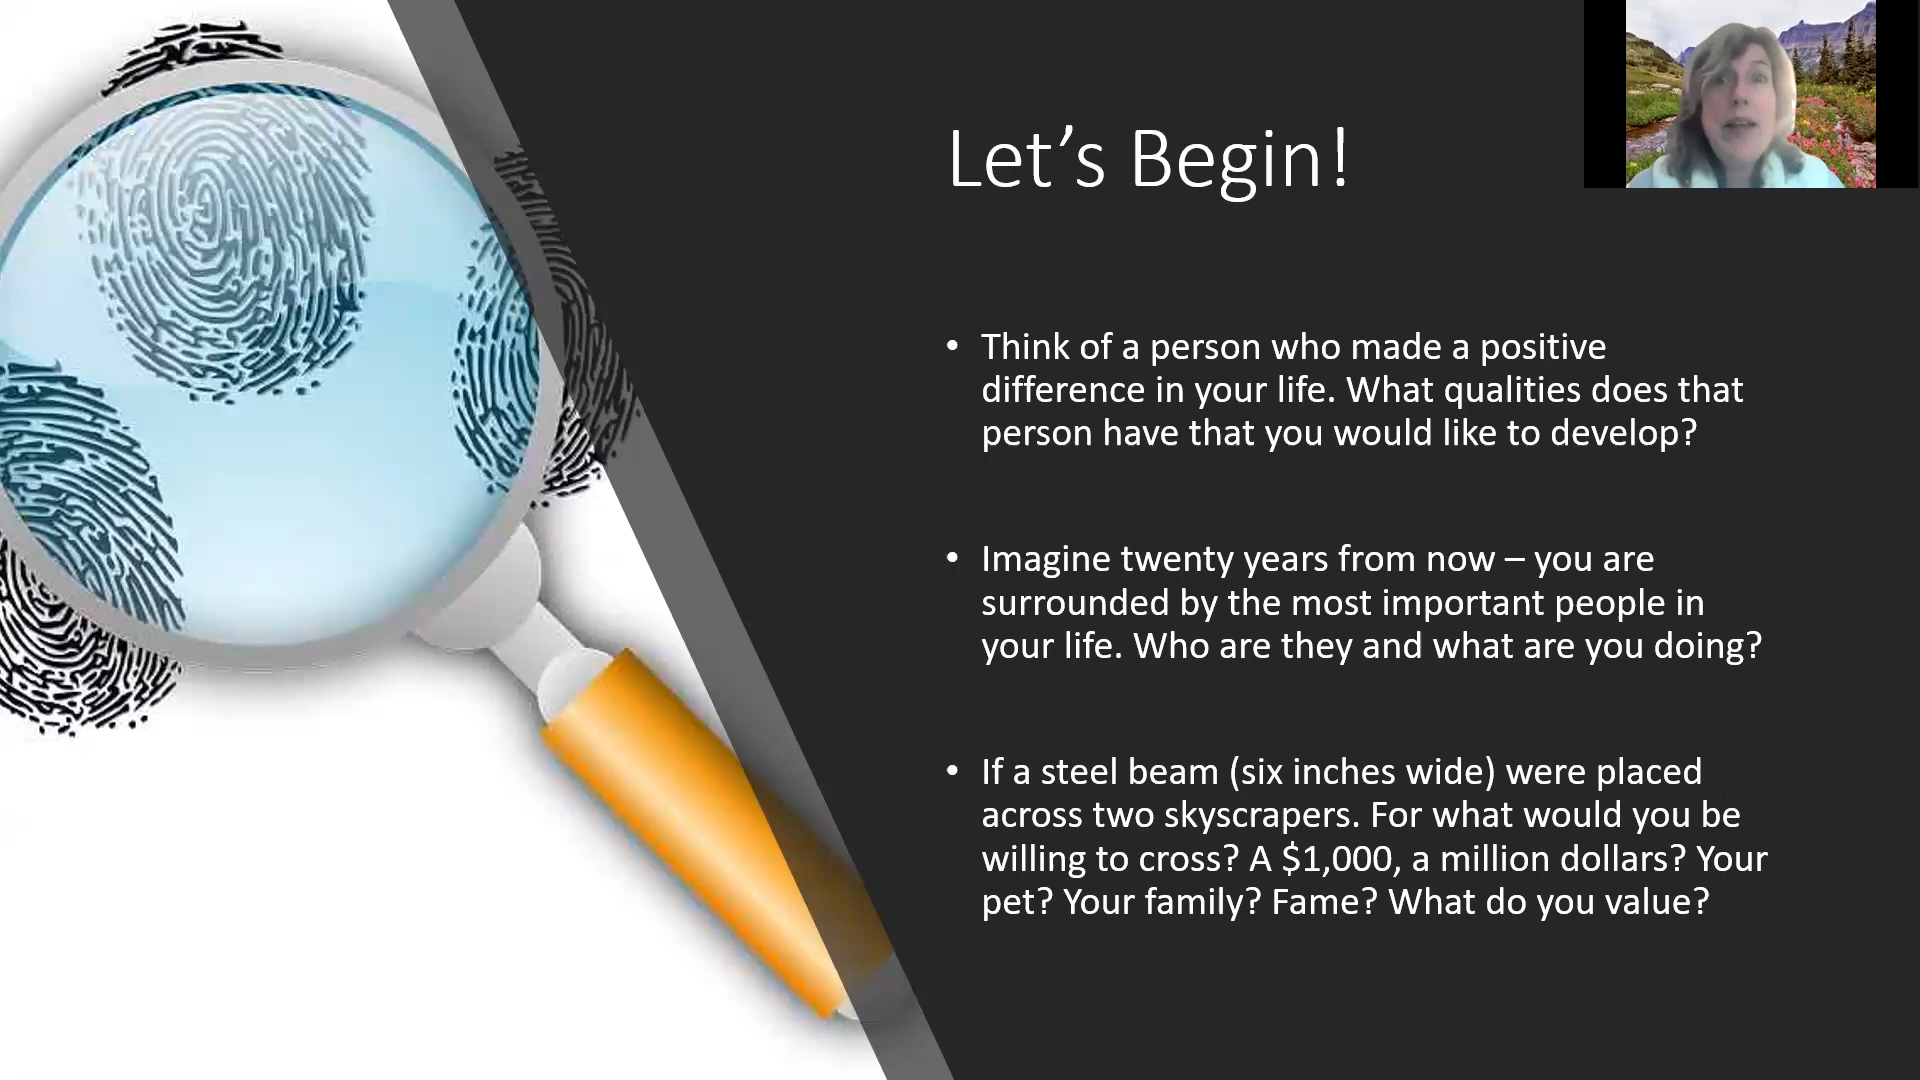 Let’s Begin!
• Think of a person who made a positive
difference in your life. What qualities does that
person have that you would like to develop?
• Imagine twenty years from now – you are
surrounded by the most important people in
your life. Who are they and what are you doing?
• If a steel beam (six inches wide) were placed
across two skyscrapers. For what would you be
willing to cross? A $1,000, a million dollars? Your
pet? Your family? Fame? What do you value?